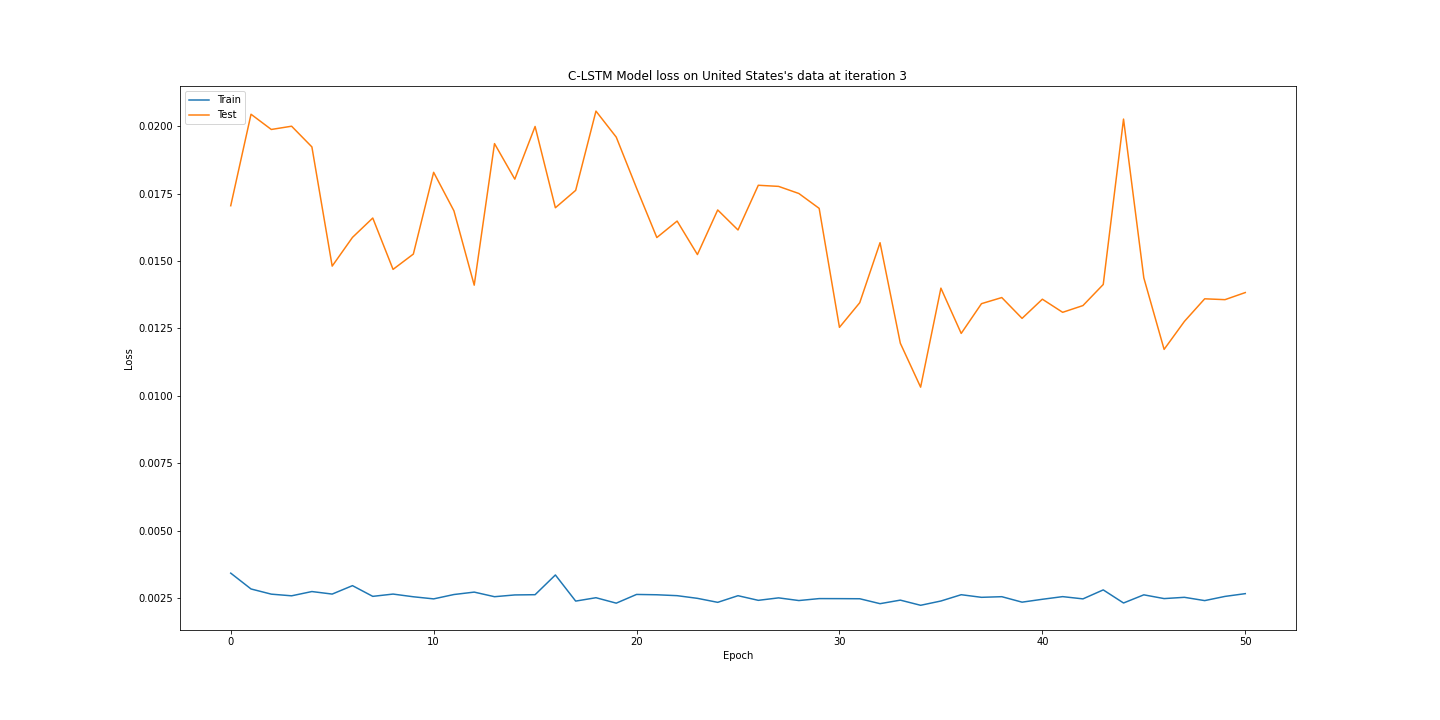 C-LSTM Model loss on United States's data at iteration 3
Train
Test
0.0200
0.0175
0.0150
0.0125
0.0100
0.0075
0.0050
0.0025
Loss
0 10 20 30 40 50
Epoch